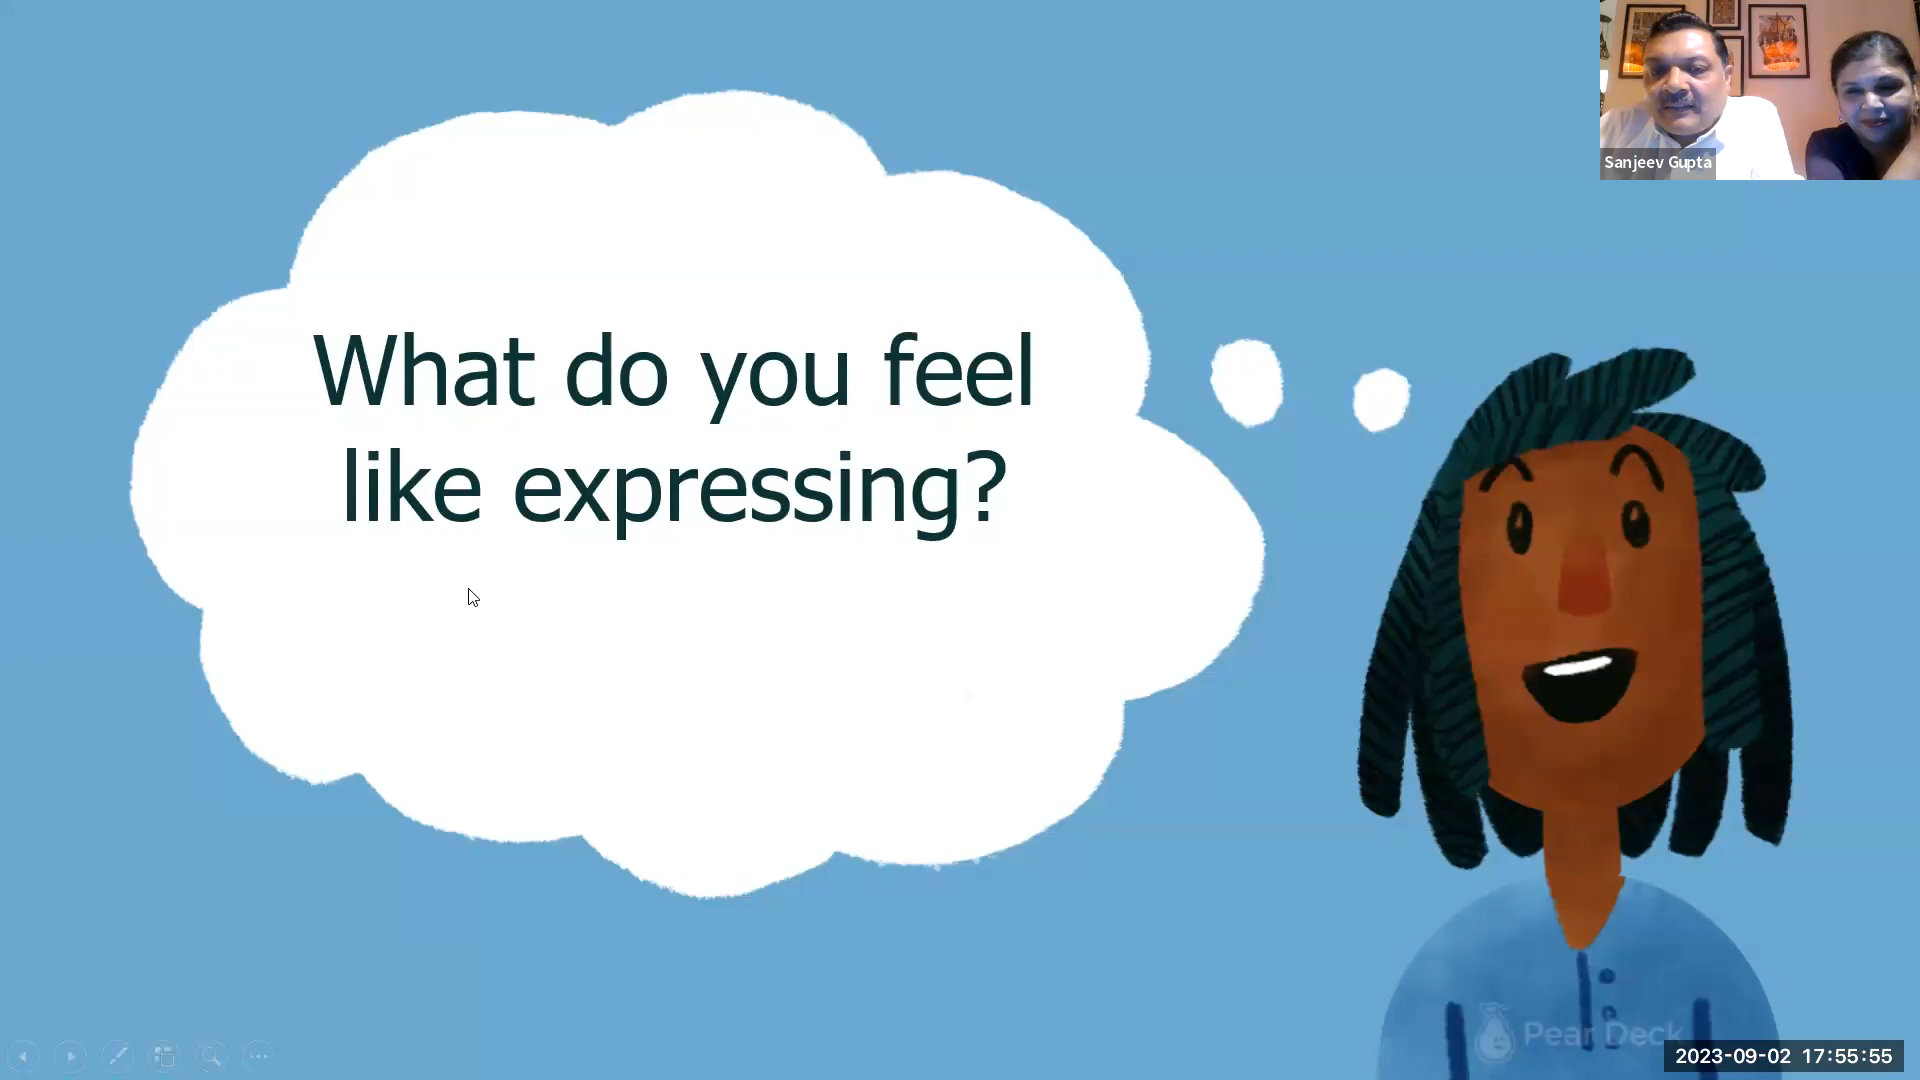 What do you feel
like expressing?
Sanjeev Gupta
Pear Deck
2023-09-02 17:55:55